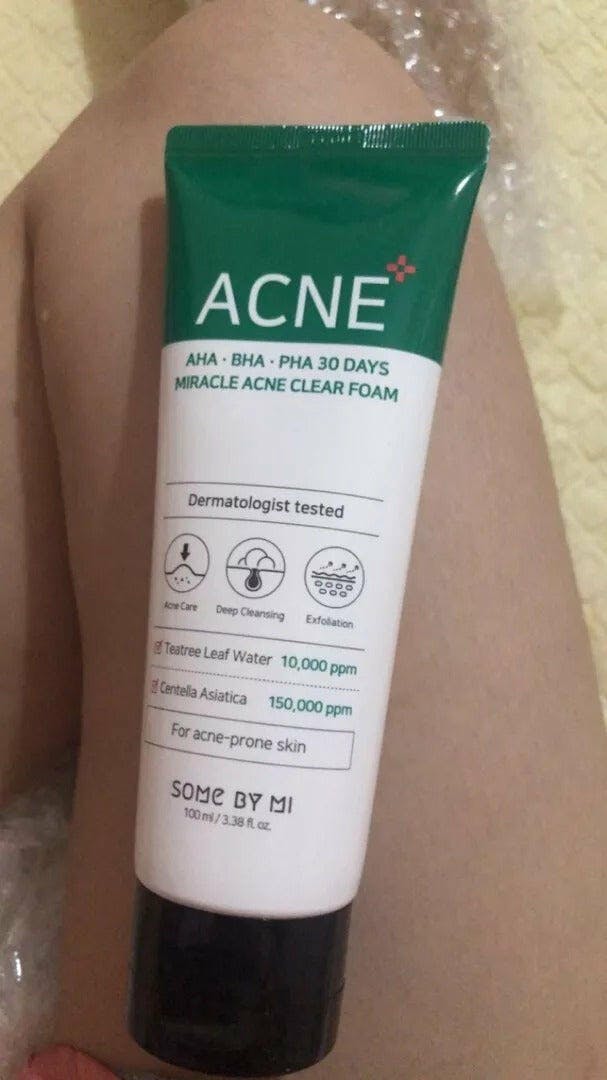 ACNE
AHA · BHA · PHA 30 DAYS
MIRACLE ACNE CLEAR FOAM
Dermatologist tested
Acne Care Deep Cleansing Exfoliation
Teatree Leaf Water 10,000 ppm
Centella Asiatica 150,000 ppm
For acne-prone skin
SOME BY MI
100 ml / 3.38 fl. oz.